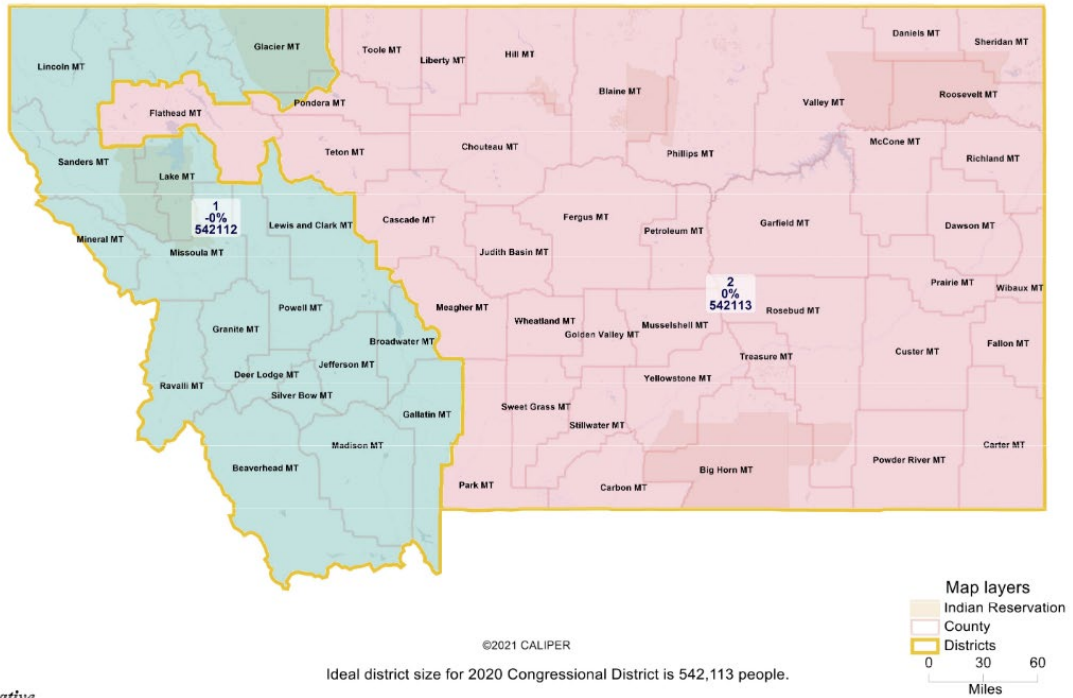 Daniels MT
Sheridan MT
Glacier MT
Toole MT
Liberty MT
Hill MT
Lincoln MT
Blaine MT
Valley MT
Roosevelt MT
Pondera MT
Flathead MT
McCone MT
Teton MT
Chouteau MT
Phillips MT
Richland MT
Sanders MT
Lake MT
1
-0%
542112
Lewis and Clark MT
Cascade MT
Fergus MT
Petroleum MT
Garfield MT
Dawson MT
Mineral MT
Missoula MT
Judith Basin MT
2
0%
542113
Prairie MT
Wibaux MT
Powell MT
Meagher MT
Rosebud MT
Granite MT
Wheatland MT
Golden Valley MT
Musselshell MT
Broadwater MT
Fallon MT
Custer MT
Treasure MT
Jefferson MT
Deer Lodge MT
Ravalli MT
Silver Bow MT
Yellowstone MT
Sweet Grass MT
Gallatin MT
Stillwater MT
Madison MT
Carter MT
Beaverhead MT
Powder River MT
Big Horn MT
Park MT
Carbon MT
Map layers
Indian Reservation
County
Districts
0 30 60
Miles
©2021 CALIPER
Ideal district size for 2020 Congressional District is 542,113 people.